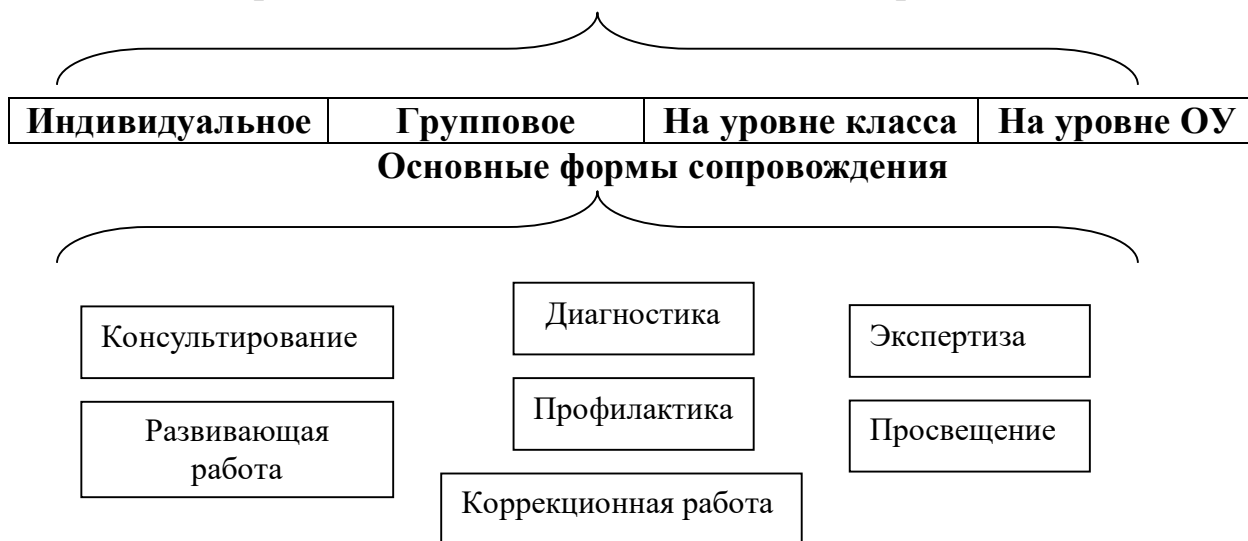 Индивидуальное Групповое На уровне класса На уровне ОУ
Основные формы сопровождения
Консультирование
Диагностика
Экспертиза
Развивающая
работа
Профилактика
Просвещение
Коррекционная работа